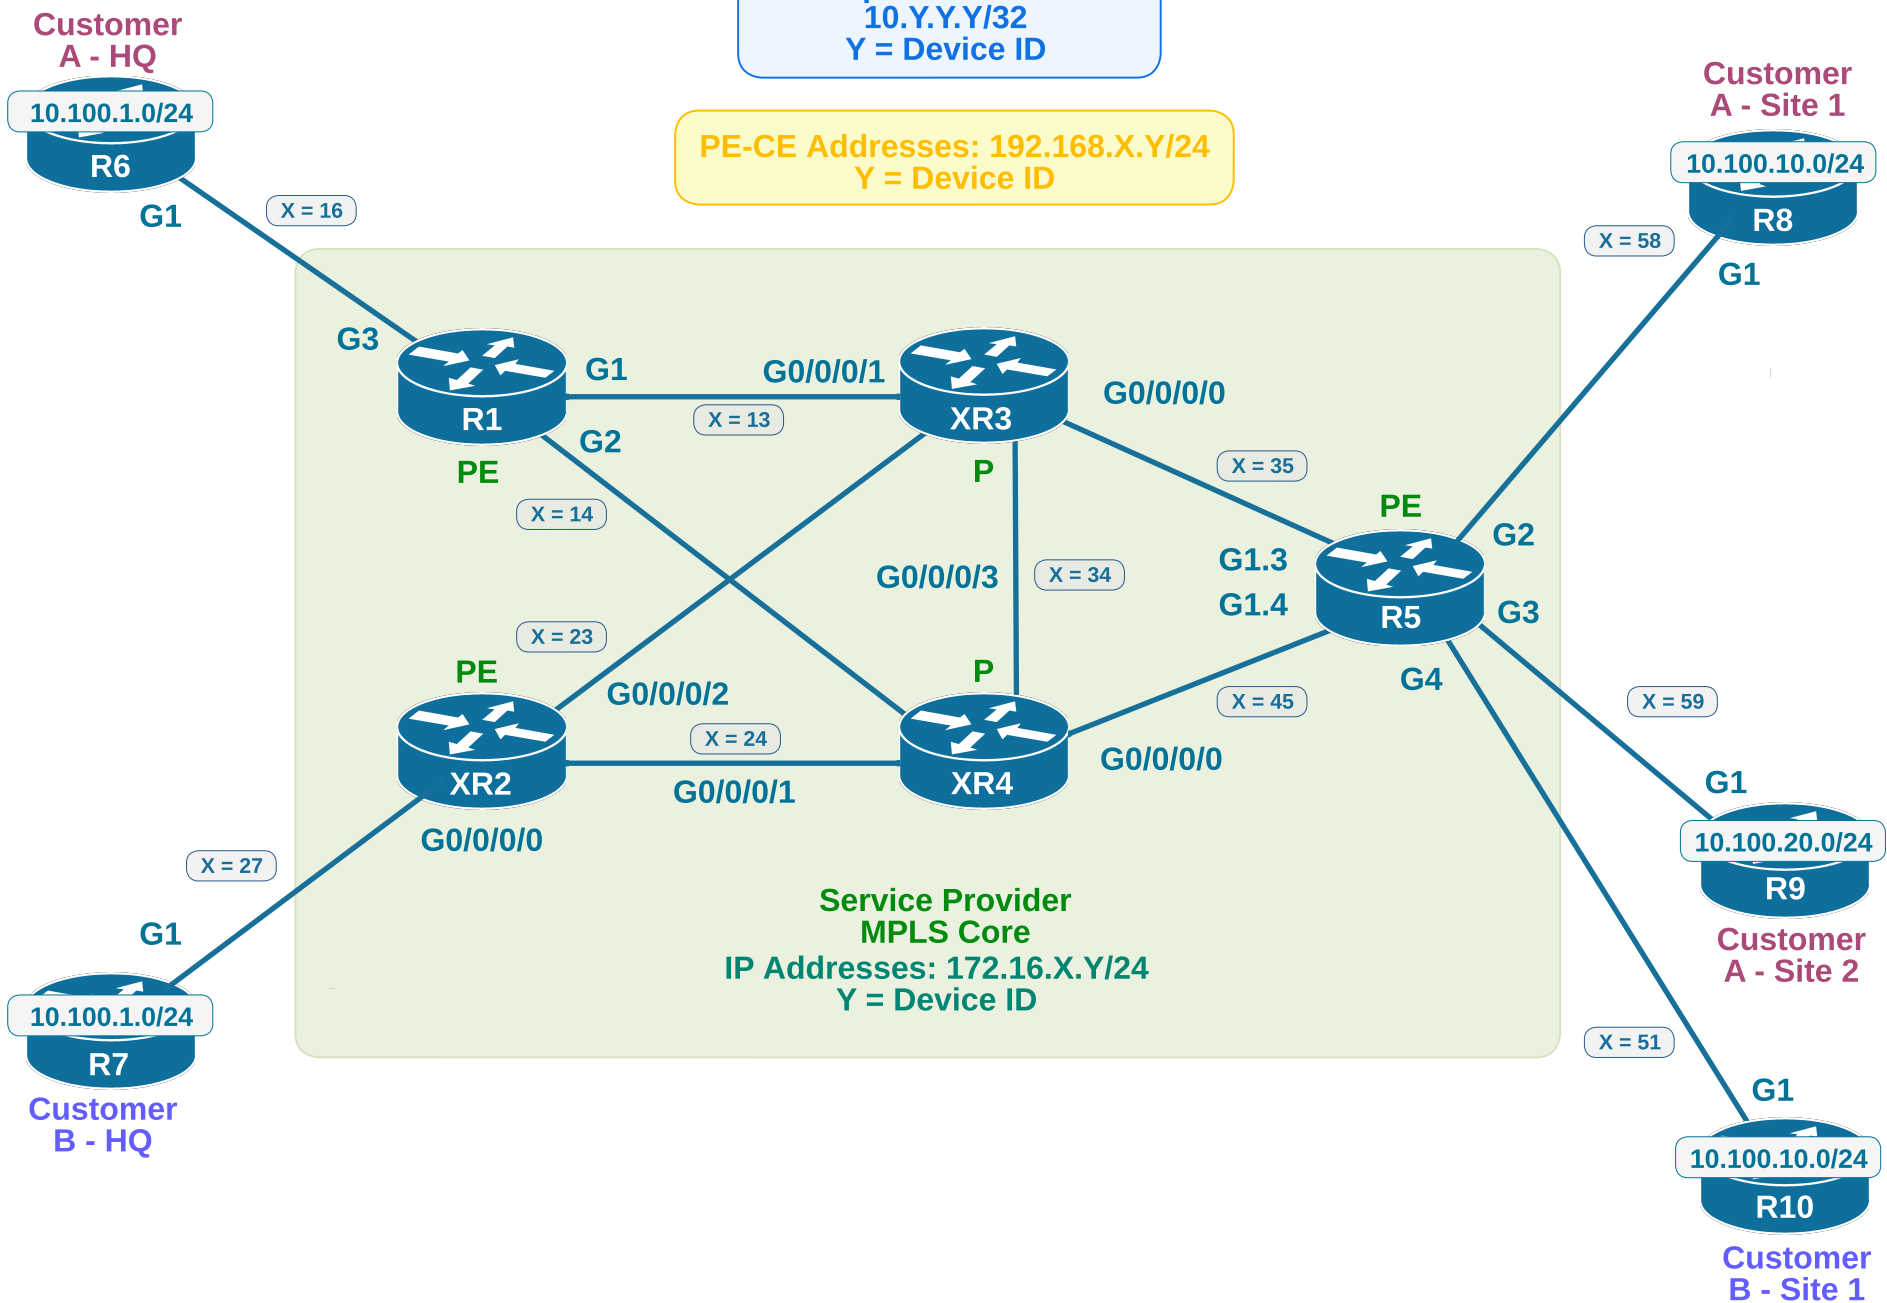 10.Y.Y.Y/32
Y = Device ID
PE-CE Addresses: 192.168.X.Y/24
Y = Device ID
Customer
A - HQ
10.100.1.0/24
R6
G1
X = 16
Customer
A - Site 1
10.100.10.0/24
R8
X = 58
G1
G3
R1
PE
G1
G0/0/0/1
X = 13
G2
X = 14
XR3
P
G0/0/0/0
X = 35
G0/0/0/3
X = 34
PE
G1.3
G1.4
R5
G2
G3
G4
X = 23
PE
G0/0/0/2
XR2
X = 24
G0/0/0/1
G0/0/0/0
P
XR4
X = 45
G0/0/0/0
X = 59
G1
10.100.20.0/24
R9
Customer
A - Site 2
X = 27
G1
10.100.1.0/24
R7
Customer
B - HQ
Service Provider
MPLS Core
IP Addresses: 172.16.X.Y/24
Y = Device ID
X = 51
G1
10.100.10.0/24
R10
Customer
B - Site 1